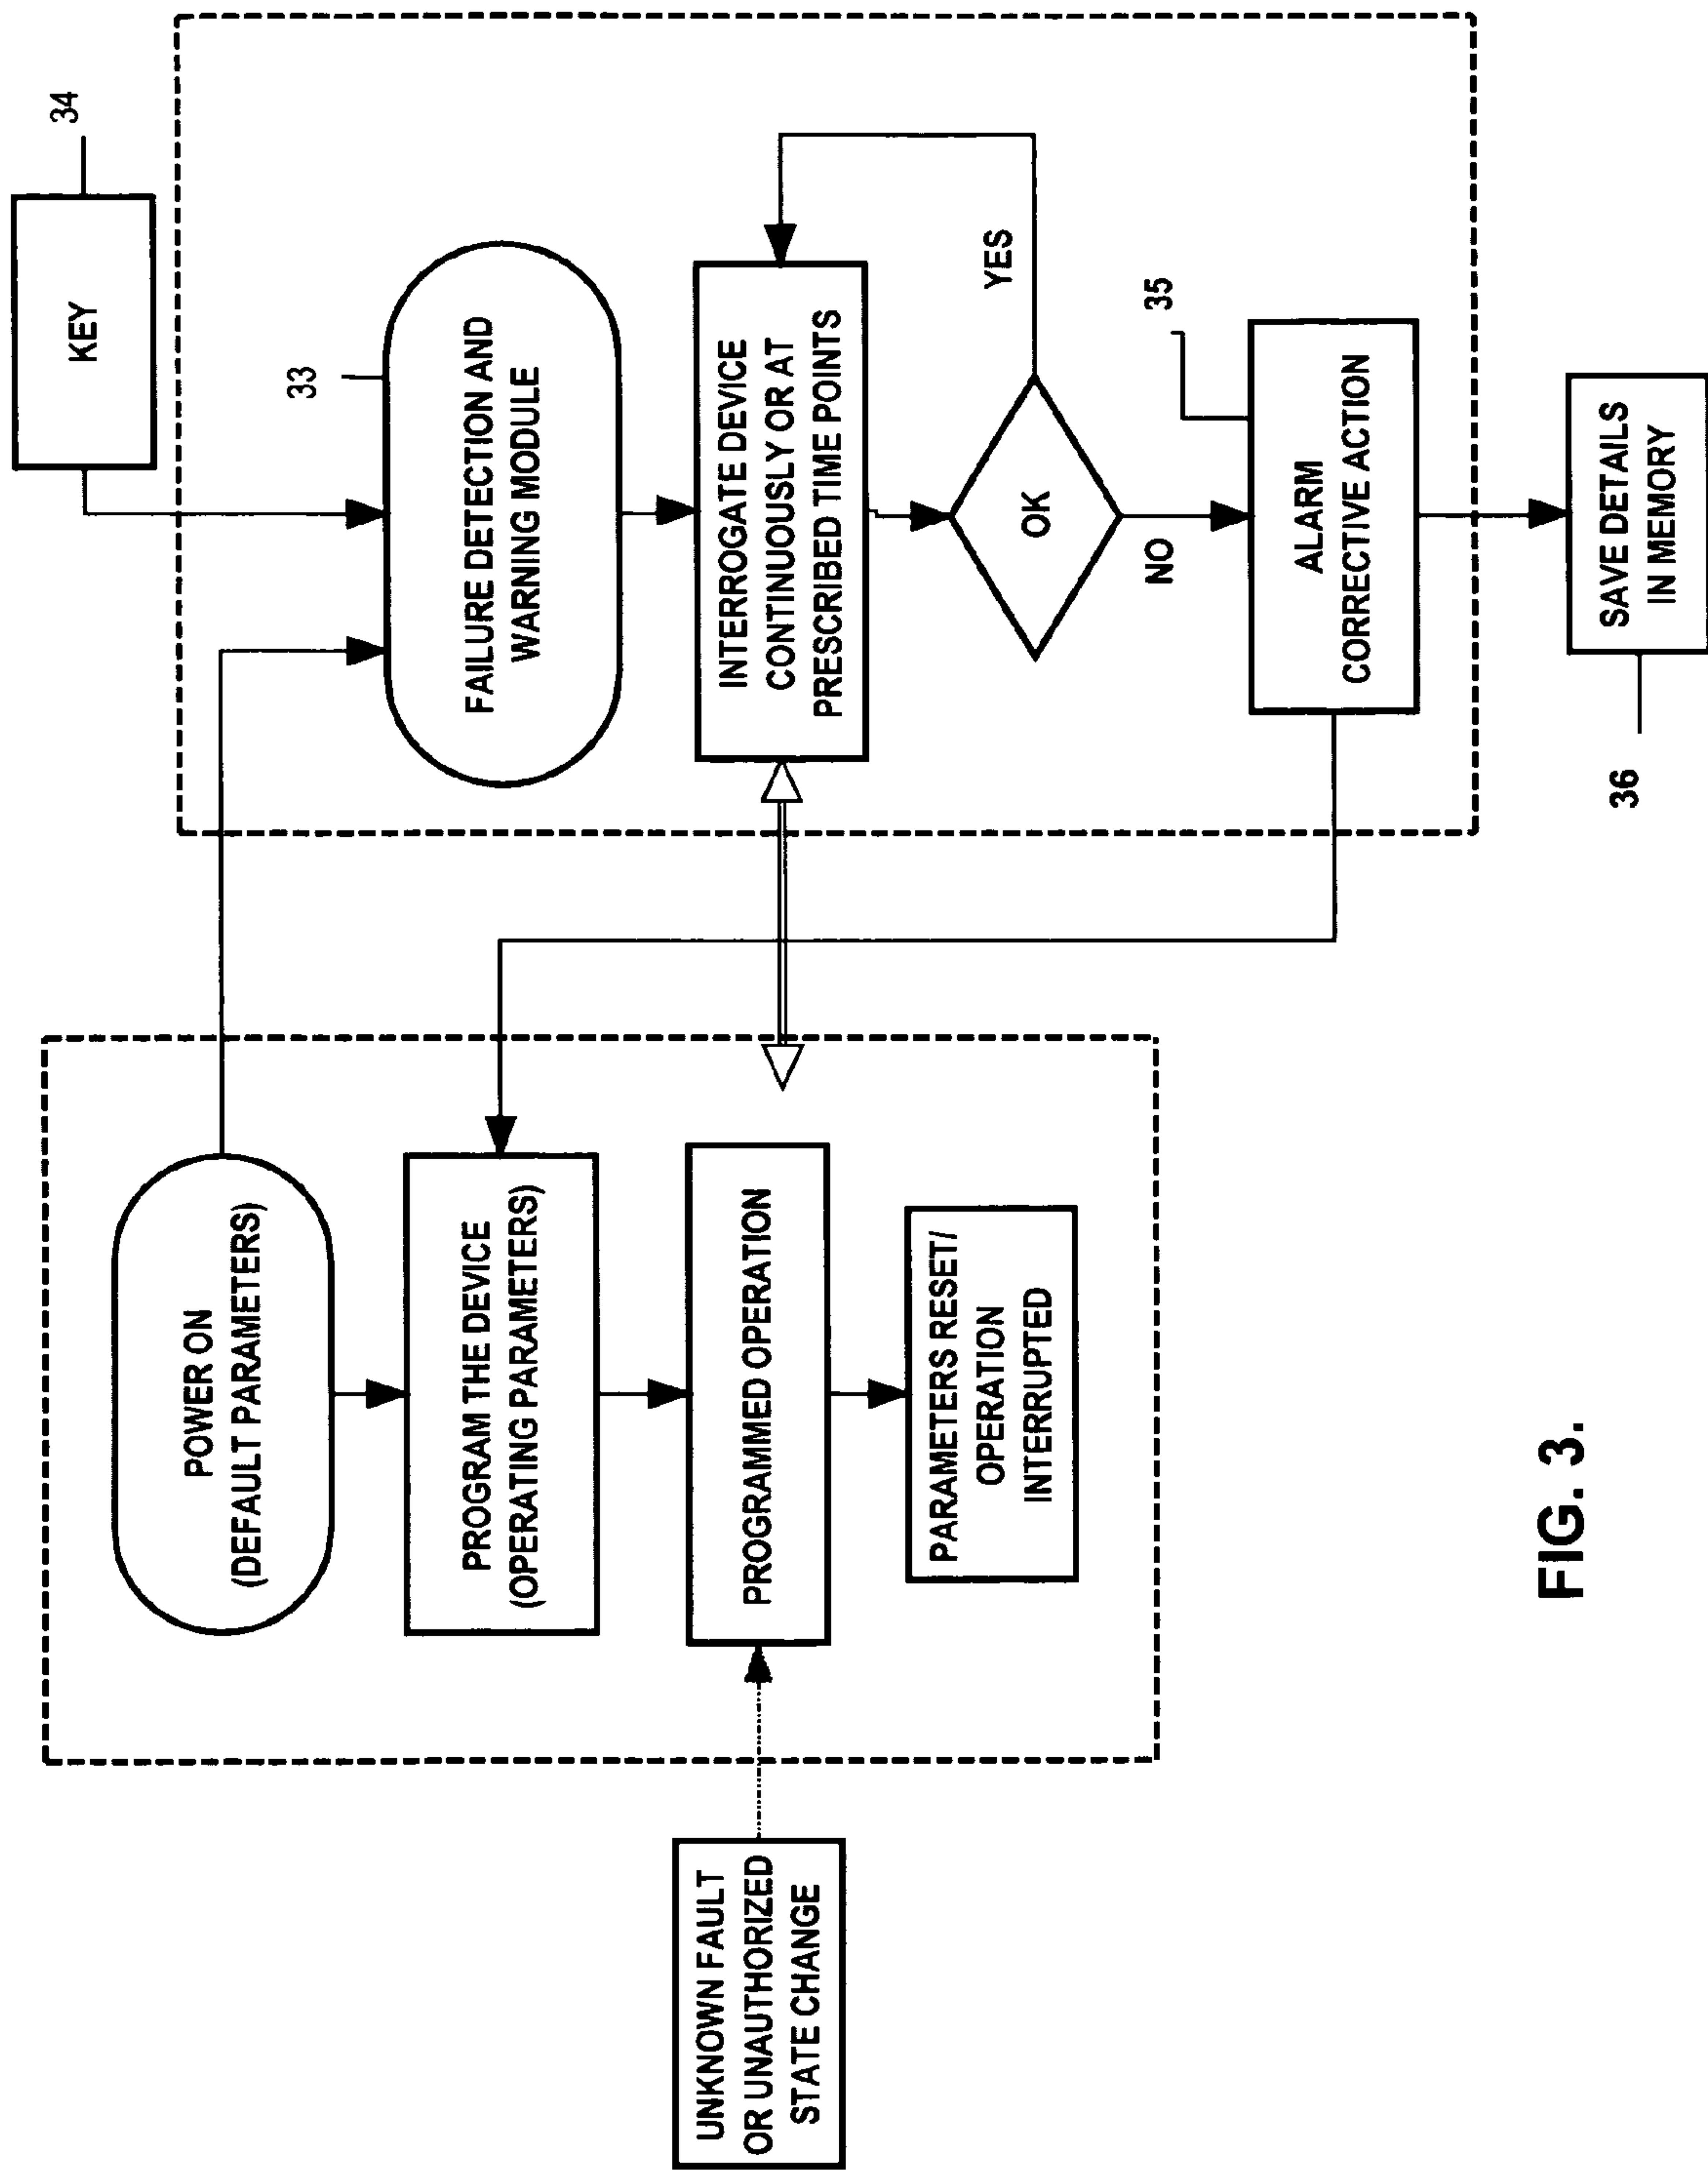 UNKNOWN FAULT
OR UNAUTHORIZED
STATE CHANGE
POWER ON
(DEFAULT PARAMETERS)
PROGRAM THE DEVICE
(OPERATING PARAMETERS)
PROGRAMMED OPERATION
PARAMETERS RESET/
OPERATION
INTERRUPTED
KEY
34
33
FAILURE DETECTION AND
WARNING MODULE
INTERROGATE DEVICE
CONTINUOUSLY OR AT
PRESCRIBED TIME POINTS
OK
YES
NO
35
ALARM
CORRECTIVE ACTION
SAVE DETAILS
IN MEMORY
36
FIG. 3.